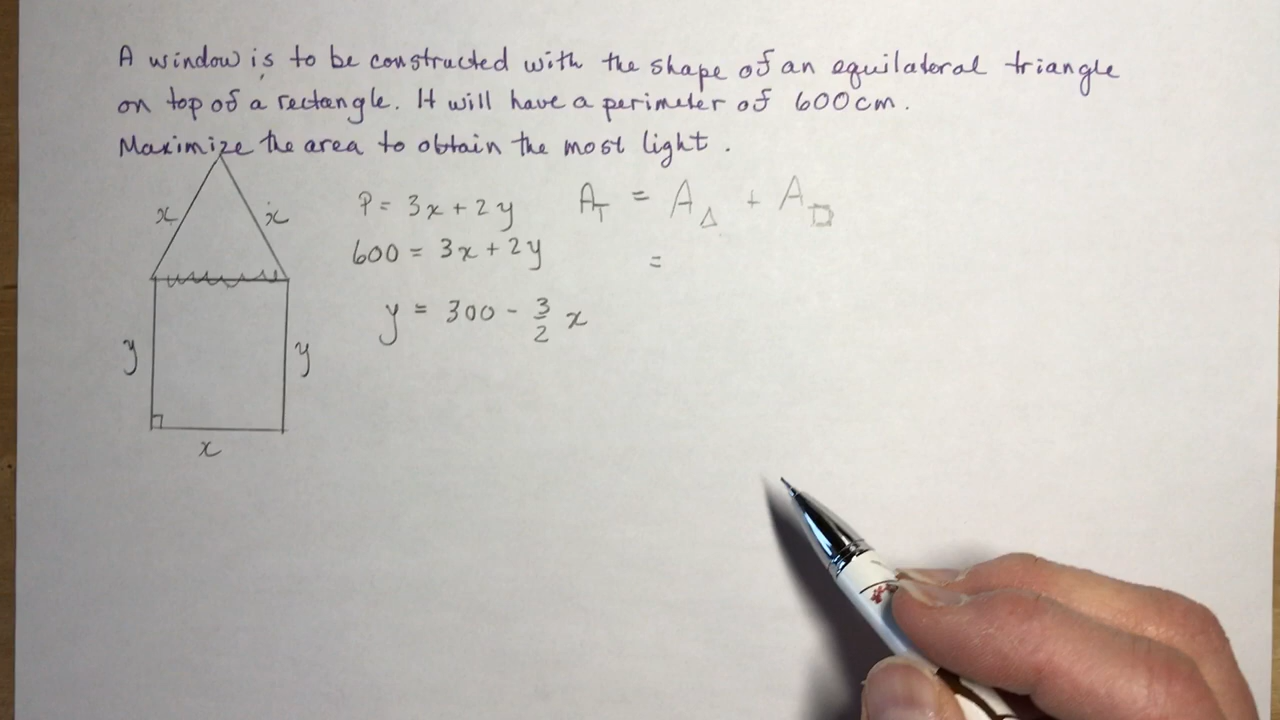 A window is to be constructed with the shape of an equilateral triangle
on top of a rectangle. It will have a perimeter of 600cm.
Maximize the area to obtain the most light.
x x
P = 3x + 2y
A_T = A_△ + A_□
600 = 3x + 2y
=
y = 300 - 3/2 x
y y
x